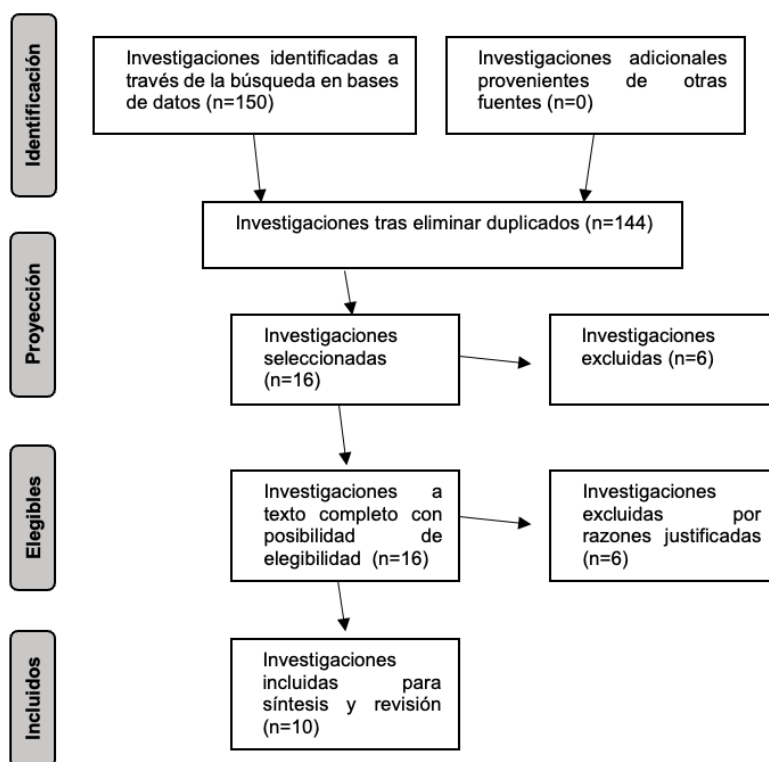 Identificación
Investigaciones identificadas a
través de la búsqueda en bases
de datos (n=150)
Investigaciones adicionales
provenientes de otras
fuentes (n=0)
Investigaciones tras eliminar duplicados (n=144)
Proyección
Investigaciones
seleccionadas
(n=16)
Investigaciones
excluidas (n=6)
Elegibles
Investigaciones a
texto completo con
posibilidad de
elegibilidad (n=16)
Investigaciones
excluidas por
razones justificadas
(n=6)
Incluidos
Investigaciones
incluidas para
síntesis y revisión
(n=10)